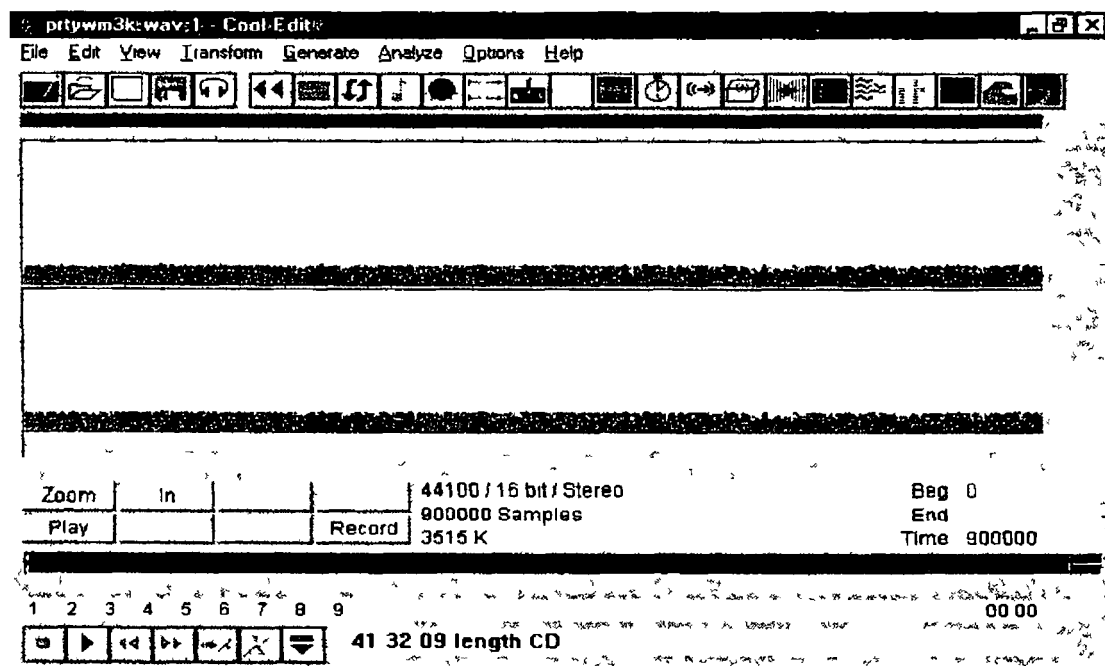 prtywm3k:wav:1 - Cool Edit
File Edit View Transform Generate Analyze Options Help
Zoom In
44100 / 16 bit / Stereo
Beg 0
900000 Samples
End
Play Record
3515 K
Time 900000
1 2 3 4 5 6 7 8 9
00 00
41 32 09 length CD